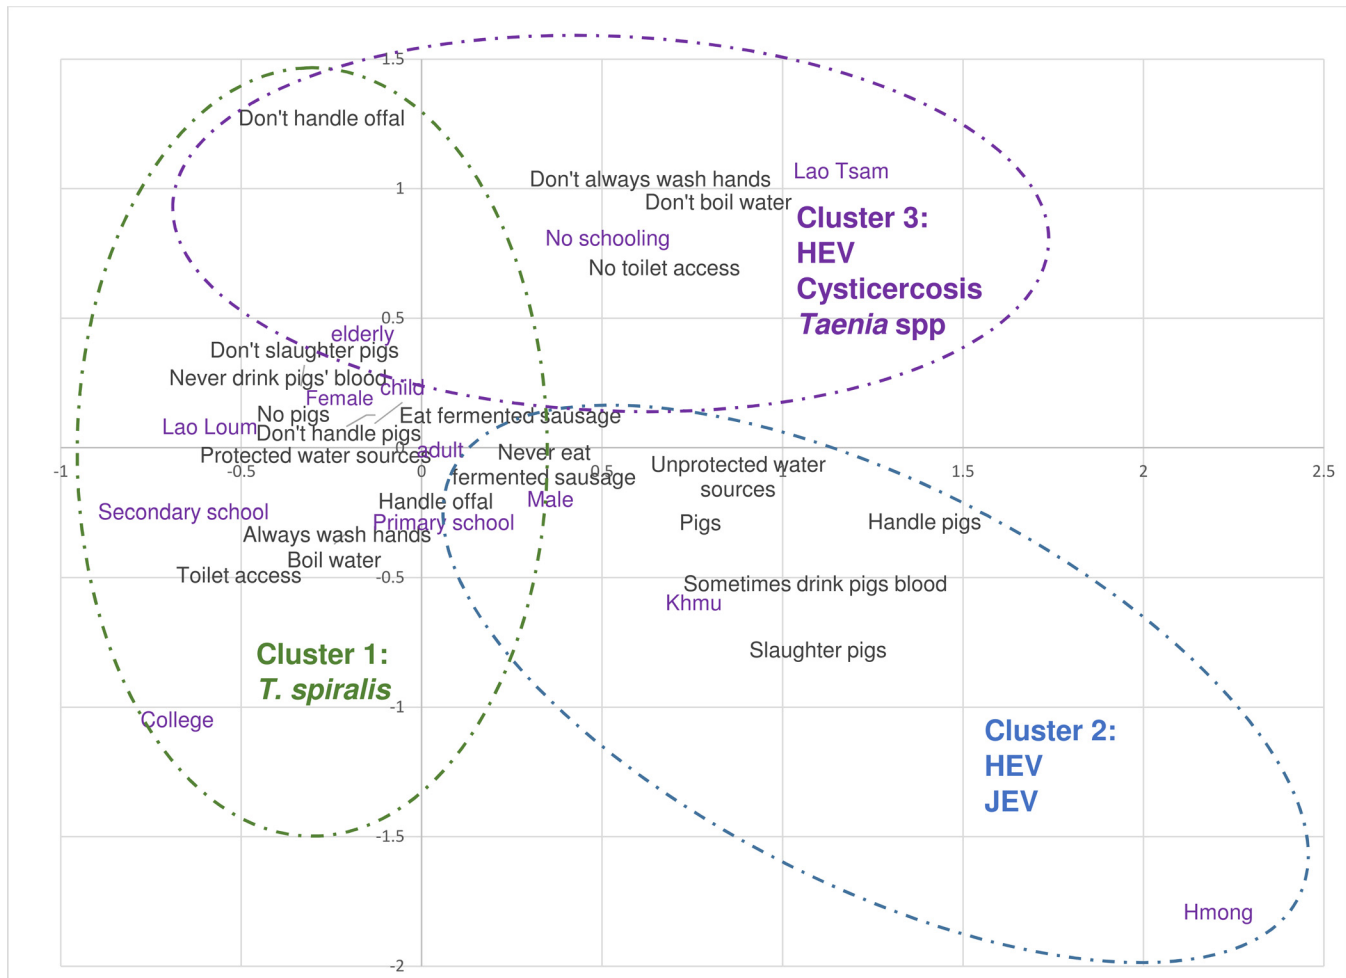 1.5
Don't handle offal
Lao Tsam
Don't always wash hands
1
Don't boil water
Cluster 3:
HEV
Cysticercosis
Taenia spp
No schooling
No toilet access
0.5
elderly
Don't slaughter pigs
Never drink pigs' blood
child
Female
No pigs
Eat fermented sausage
Lao Loum
Don't handle pigs
0
adult
Protected water sources
Never eat
fermented sausage
Unprotected water
sources
-1
-0.5
0
0.5
1
1.5
2
2.5
Handle offal
Male
Secondary school
Primary school
Pigs
Handle pigs
Always wash hands
Boil water
Toilet access
-0.5
Sometimes drink pigs blood
Khmu
Slaughter pigs
Cluster 1:
T. spiralis
-1
College
Cluster 2:
HEV
JEV
-1.5
Hmong
-2